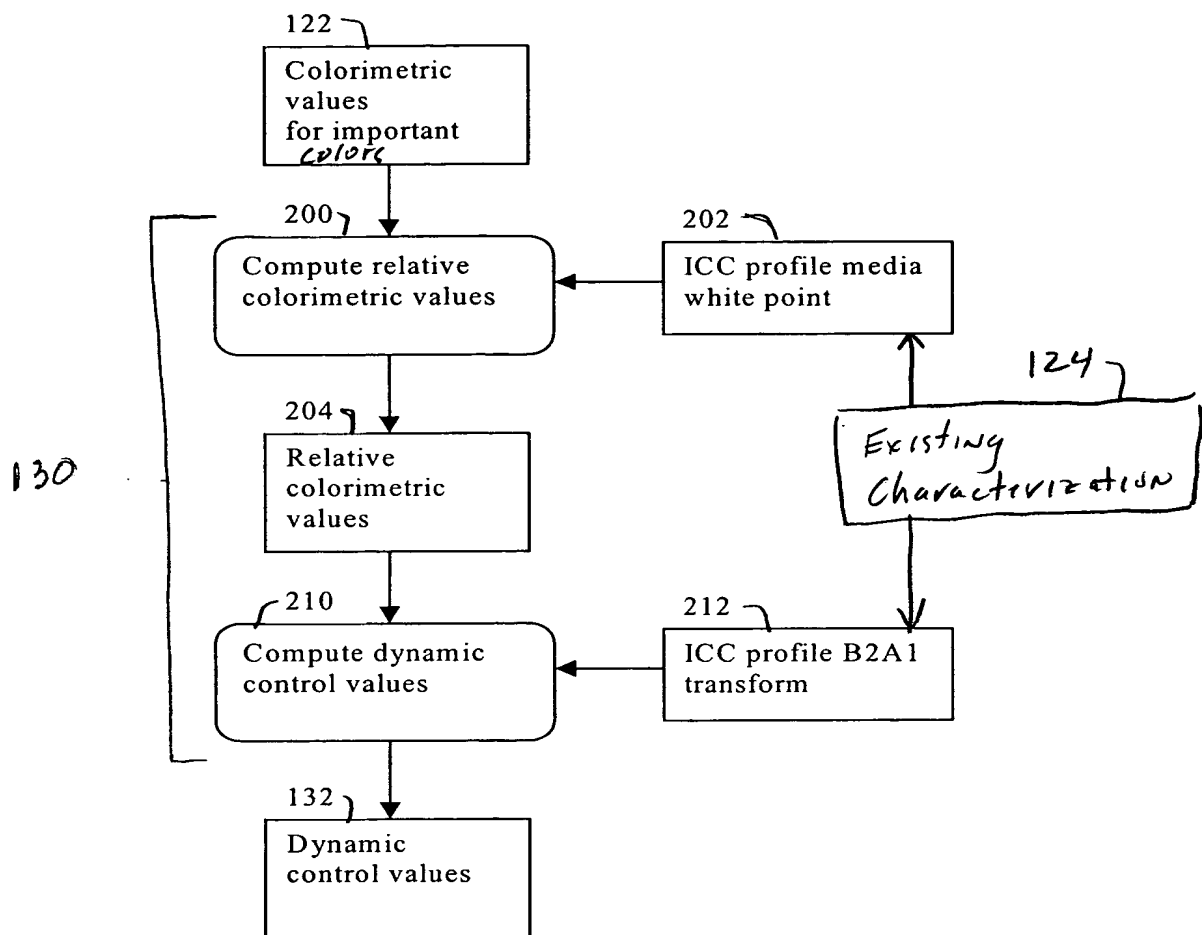 122
Colorimetric
values
for important
colors
200
Compute relative
colorimetric values
202
ICC profile media
white point
124
Existing
Characterization
204
Relative
colorimetric
values
130
210
Compute dynamic
control values
212
ICC profile B2A1
transform
132
Dynamic
control values